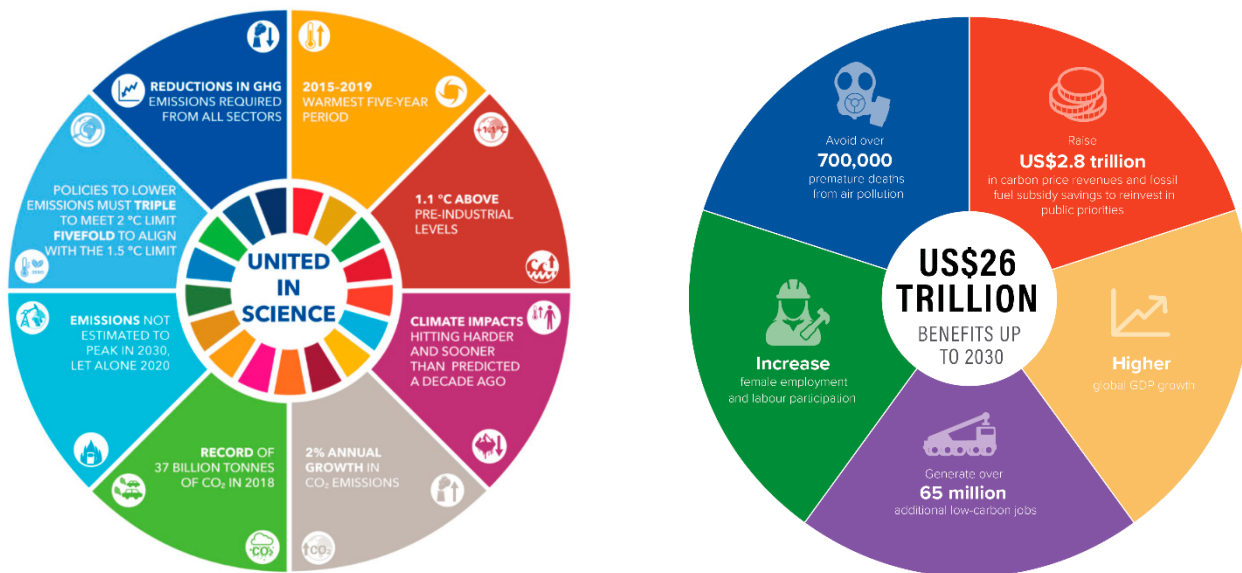 REDUCTIONS IN GHG
EMISSIONS REQUIRED
FROM ALL SECTORS
2015-2019
WARMEST FIVE-YEAR
PERIOD
+1.1°C
1.1 °C ABOVE
PRE-INDUSTRIAL
LEVELS
CLIMATE IMPACTS
HITTING HARDER
AND SOONER
THAN PREDICTED
A DECADE AGO
2% ANNUAL
GROWTH IN
CO₂ EMISSIONS
CO₂
RECORD OF
37 BILLION TONNES
OF CO₂ IN 2018
CO₂
EMISSIONS NOT
ESTIMATED TO
PEAK IN 2030,
LET ALONE 2020
POLICIES TO LOWER
EMISSIONS MUST TRIPLE
TO MEET 2 °C LIMIT
FIVEFOLD TO ALIGN
WITH THE 1.5 °C LIMIT
UNITED
IN
SCIENCE
Avoid over
700,000
premature deaths
from air pollution
Raise
US$2.8 trillion
in carbon price revenues and fossil
fuel subsidy savings to reinvest in
public priorities
Higher
global GDP growth
Generate over
65 million
additional low-carbon jobs
Increase
female employment
and labour participation
US$26
TRILLION
BENEFITS UP
TO 2030